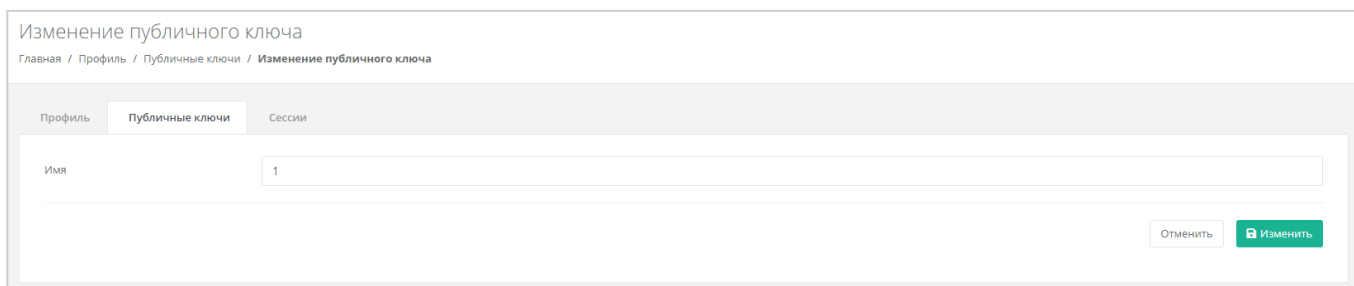 Изменение публичного ключа
Главная / Профиль / Публичные ключи / Изменение публичного ключа
Профиль Публичные ключи Сессии
Имя 1
Отменить Изменить